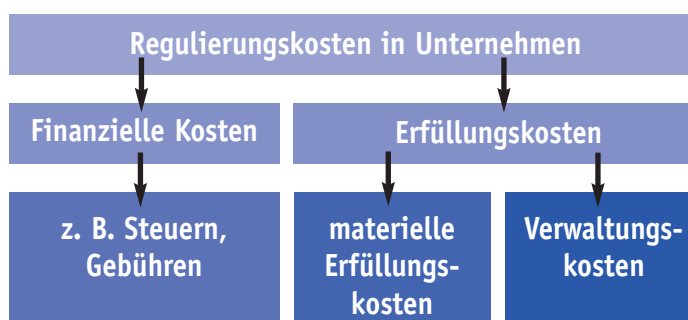 Regulierungskosten in Unternehmen
Finanzielle Kosten
Erfüllungskosten
z. B. Steuern,
Gebühren
materielle
Erfüllungs-
kosten
Verwaltungs-
kosten